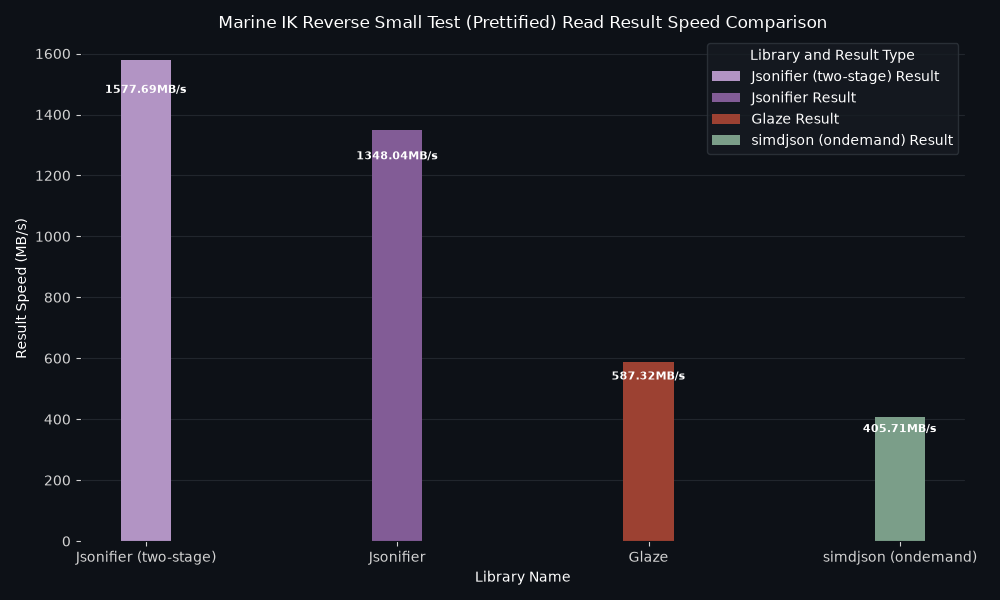 Marine IK Reverse Small Test (Prettified) Read Result Speed Comparison
Library and Result Type
Jsonifier (two-stage) Result
Jsonifier Result
Glaze Result
simdjson (ondemand) Result
Result Speed (MB/s)
1600
1400
1200
1000
800
600
400
200
0
1577.69MB/s
1348.04MB/s
587.32MB/s
405.71MB/s
Jsonifier (two-stage)
Jsonifier
Glaze
simdjson (ondemand)
Library Name